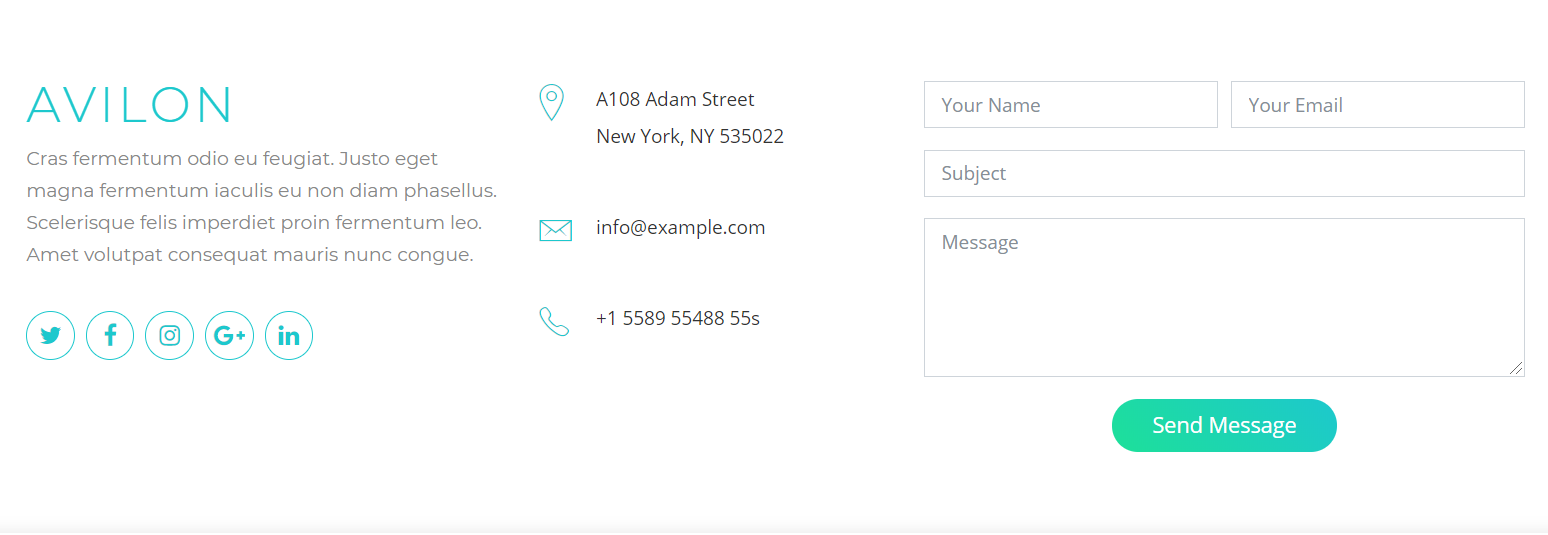 AVILON
Cras fermentum odio eu feugiat. Justo eget
magna fermentum iaculis eu non diam phasellus.
Scelerisque felis imperdiet proin fermentum leo.
Amet volutpat consequat mauris nunc congue.
A108 Adam Street
New York, NY 535022
info@example.com
+1 5589 55488 55s
Your Name
Your Email
Subject
Message
Send Message